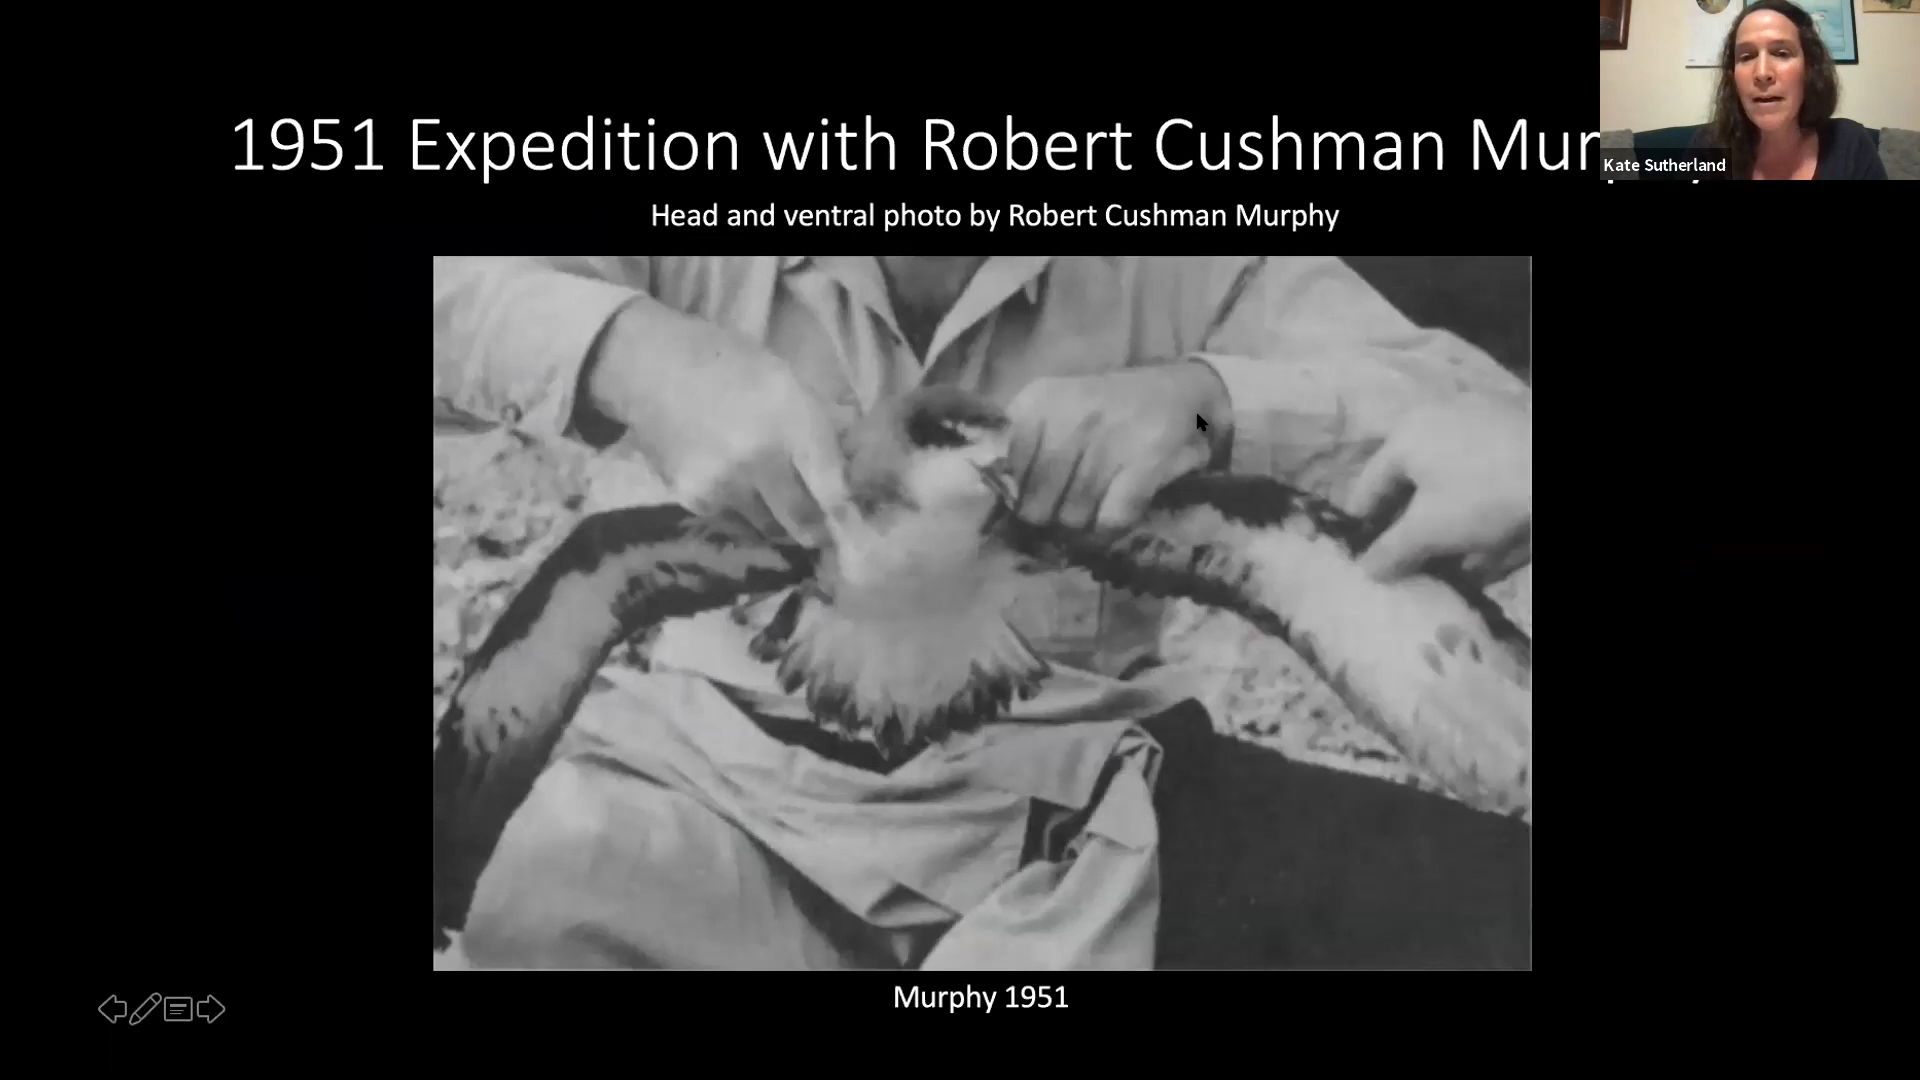 1951 Expedition with Robert Cushman Mur
Kate Sutherland
Head and ventral photo by Robert Cushman Murphy
Murphy 1951